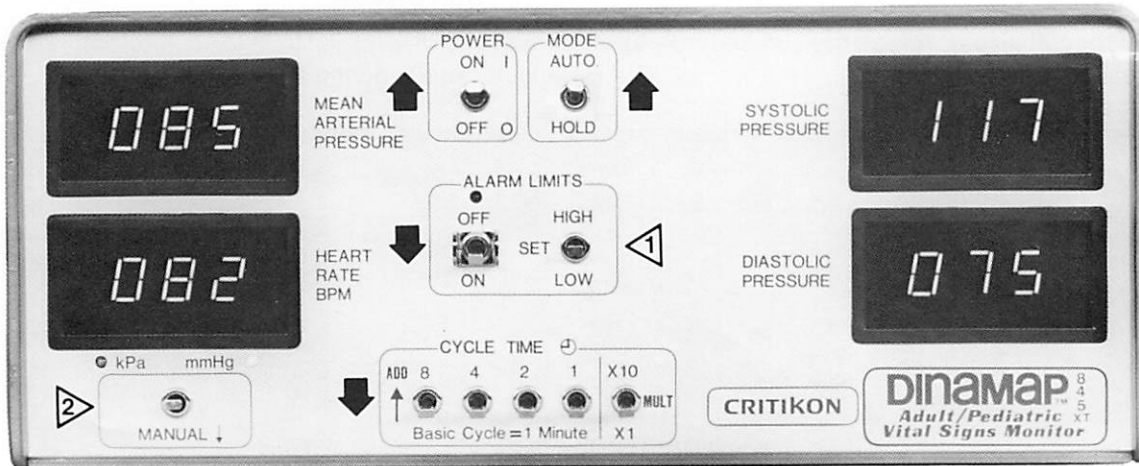 POWER
ON I
OFF O
MODE
AUTO.
HOLD
085
MEAN
ARTERIAL
PRESSURE
SYSTOLIC
PRESSURE
117
ALARM LIMITS
OFF
ON
SET
HIGH
LOW
1
082
HEART
RATE
BPM
DIASTOLIC
PRESSURE
075
kPa mmHg
2
MANUAL ↓
CYCLE TIME
ADD 8 4 2 1 X10
MULT
Basic Cycle = 1 Minute X1
CRITIKON
DINAMAP™
845
XT
Adult/Pediatric
Vital Signs Monitor